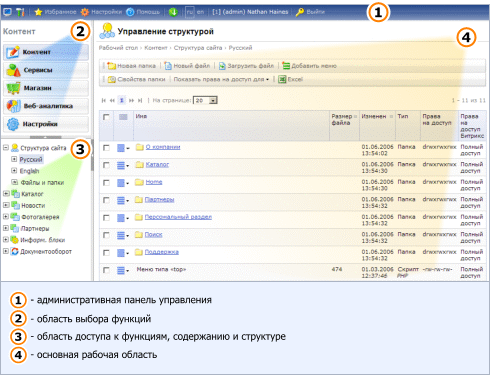 Избранное Настройки Помощь ru en [1] (admin) Nathan Haines Выйти 1
Контент 2
Контент
Сервисы
Магазин
Веб-аналитика
Настройки
3
Структура сайта
Русский
English
Файлы и папки
Каталог
Новости
Фотогалерея
Партнеры
Информ. блоки
Документооборот
Управление структурой
4
Рабочий стол › Контент › Структура сайта › Русский
Новая папка Новый файл Загрузить файл Добавить меню
Свойства папки Показать права на доступ для Excel
1 На странице: 20 1 – 11 из 11
Имя Размер файла Изменен Тип Права на доступ Права на доступ Битрикс
О компании 01.06.2006 13:54:02 Папка drwxrwxrwx Полный доступ
Каталог 01.06.2006 13:54:30 Папка drwxrwxrwx Полный доступ
Home 01.06.2006 13:54:30 Папка drwxrwxrwx Полный доступ
Партнеры 01.06.2006 13:54:32 Папка drwxrwxrwx Полный доступ
Персональный раздел 01.06.2006 13:54:32 Папка drwxrwxrwx Полный доступ
Поиск 01.06.2006 13:54:32 Папка drwxrwxrwx Полный доступ
Поддержка 01.06.2006 13:54:32 Папка drwxrwxrwx Полный доступ
Меню типа «top» 474 01.03.2006 12:37:46 Скрипт PHP -rw-rw-rw- Полный доступ
1 - административная панель управления
2 - область выбора функций
3 - область доступа к функциям, содержанию и структуре
4 - основная рабочая область